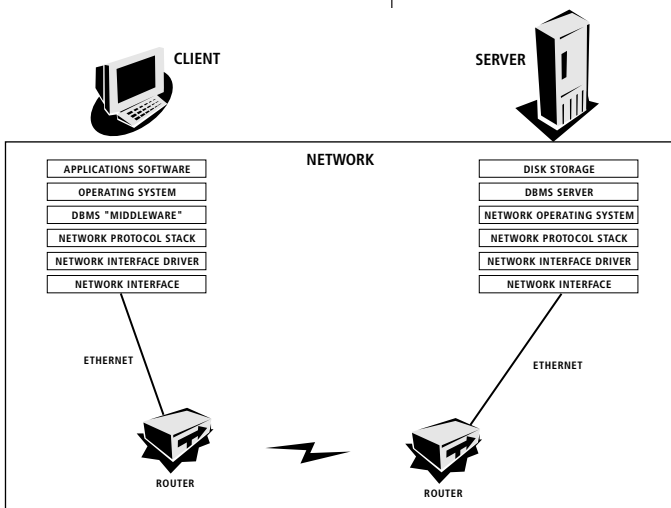 CLIENT
SERVER
NETWORK
APPLICATIONS SOFTWARE
OPERATING SYSTEM
DBMS "MIDDLEWARE"
NETWORK PROTOCOL STACK
NETWORK INTERFACE DRIVER
NETWORK INTERFACE
DISK STORAGE
DBMS SERVER
NETWORK OPERATING SYSTEM
NETWORK PROTOCOL STACK
NETWORK INTERFACE DRIVER
NETWORK INTERFACE
ETHERNET
ETHERNET
ROUTER
ROUTER